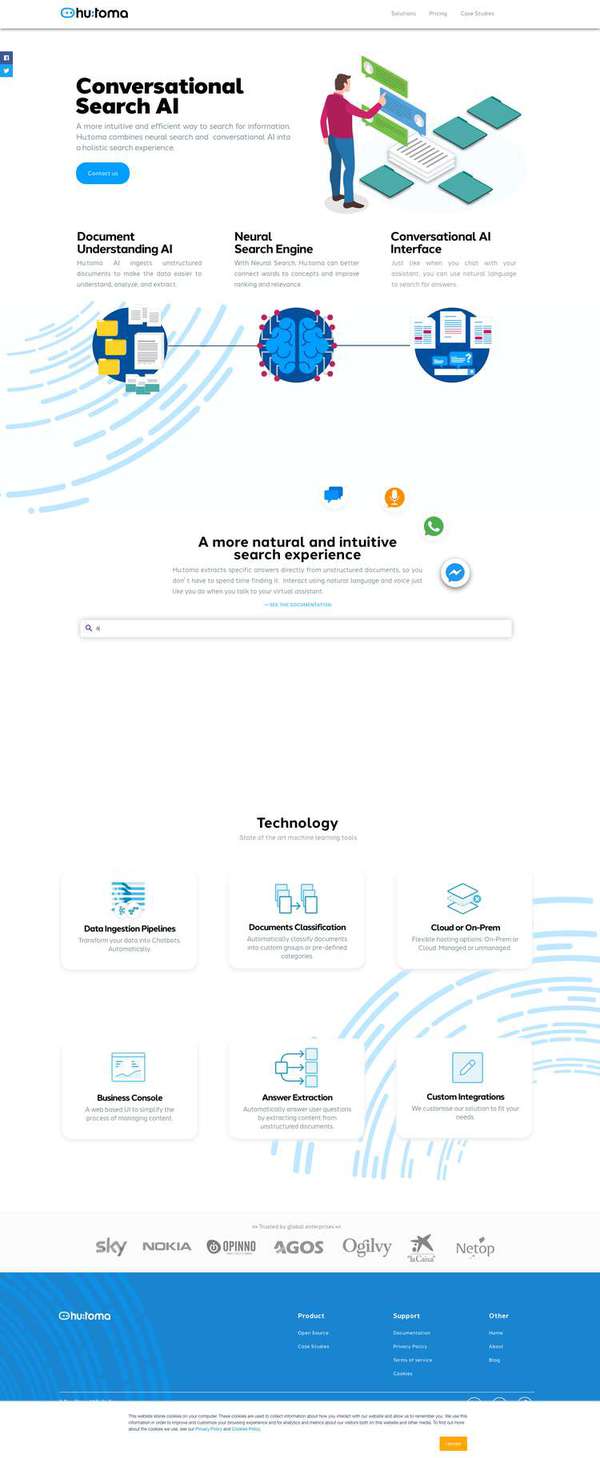 hu:toma
Solutions
Pricing
Case Studies
Conversational
Search AI
A more intuitive and efficient way to search for information.
Hu:toma combines neural search and conversational AI into
a holistic search experience.
Contact us
Document
Understanding AI
Hu:toma AI ingests unstructured
documents to make the data easier to
understand, analyze, and extract.
Neural
Search Engine
With Neural Search, Hu:toma can better
connect words to concepts and improve
ranking and relevance.
Conversational AI
Interface
Just like when you chat with your
assistant, you can use natural language
to search for answers.
A more natural and intuitive
search experience
Hu:toma extracts specific answers directly from unstructured documents, so you
don't have to spend time finding it. Interact using natural language and voice just
like you do when you talk to your virtual assistant.
SEE THE DOCUMENTATION
Technology
State of the art machine learning tools
Data Ingestion Pipelines
Transform your data into Chatbots.
Automatically.
Documents Classification
Automatically classify documents
into custom groups or pre-defined
categories.
Cloud or On-Prem
Flexible hosting options: On-Prem or
Cloud. Managed or unmanaged.
Business Console
A web based UI to simplify the
process of managing content.
Answer Extraction
Automatically answer user questions
by extracting content from
unstructured documents.
Custom Integrations
We customise our solution to fit your
needs.
Trusted by global enterprises
sky
NOKIA
OPINNO
AGOS
Ogilvy
"la Caixa"
Netop
hu:toma
Product
Open Source
Case Studies
Support
Documentation
Privacy Policy
Terms of service
Cookies
Other
Home
About
Blog
This website stores cookies on your computer. These cookies are used to collect information about how you interact with our website and allow us to remember you. We use this
information in order to improve and customize your browsing experience and for analytics and metrics about our visitors both on this website and other media. To find out more
about the cookies we use, see our Privacy Policy and Cookies Policy.